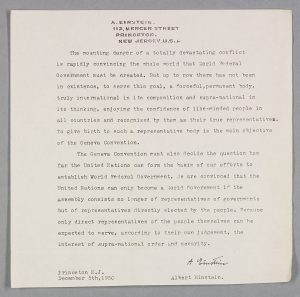 A. EINSTEIN,
112, MERCER STREET
PRINCETON,
NEW JERSEY, U.S.A.
The mounting danger of a totally devastating conflict
is rapidly convincing the whole world that World Federal
Government must be created. But up to now there has not been
in existence, to serve this goal, a forceful, permanent body,
truly international in its composition and supra-national in
its thinking, enjoying the confidence of like-minded people in
all countries and recognized by them as their true representatives.
To give birth to such a representative body is the main objective
of the Geneva Convention.
The Geneva Convention must also decide the question how
far the United Nations can form the basis of our efforts to
establish World Federal Government. We are convinced that the
United Nations can only become a World Government if the
assembly consists no longer of representatives of governments
but of representatives directly elected by the people. Because
only direct representatives of the people themselves can be
expected to serve, according to their own judgement, the
interest of supra-national order and security.
A. Einstein
Princeton N.J.
December 5th, 1950
Albert Einstein.